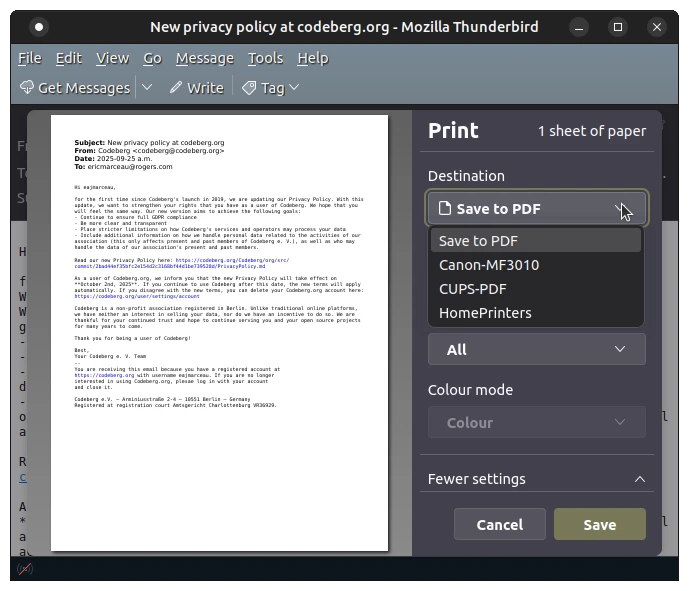 New privacy policy at codeberg.org - Mozilla Thunderbird
File Edit View Go Message Tools Help
Get Messages Write Tag
Subject: New privacy policy at codeberg.org
From: Codeberg <codeberg@codeberg.org>
Date: 2025-09-25 a.m.
To: ericmarceau@rogers.com
Hi eajmarceau,
for the first time since Codeberg's launch in 2019, we are updating our Privacy Policy. With this
update, we want to strengthen your rights that you have as a user of Codeberg. We hope that you
will feel the same way. Our new version aims to achieve the following goals:
- Continue to ensure full GDPR compliance
- Be more clear and transparent
- Place stricter limitations on how Codeberg's services and operators may process your data
- Include additional information on how we handle personal data related to the activities of our
association (this only affects present and past members of Codeberg e. V.), as well as who may
handle the data of our association's present and past members.
Read our new Privacy Policy here: https://codeberg.org/Codeberg/org/src/
As a user of Codeberg.org, we inform you that the new Privacy Policy will take effect on
**October 2nd, 2025**. If you continue to use Codeberg after this date, the new terms will apply
automatically. If you disagree with the new terms, you can delete your Codeberg.org account here:
https://codeberg.org/user/settings/account
Codeberg is a non-profit association registered in Berlin. Unlike traditional online platforms,
we have neither an interest in selling your data, nor do we have an incentive to do so. We are
thankful for your continued trust and hope to continue serving you and your open source projects
for many years to come.
Thank you for being a user of Codeberg!
Best,
Your Codeberg e. V. Team
--
You are receiving this email because you have a registered account at
https://codeberg.org with username eajmarceau. If you are no longer
interested in using Codeberg.org, please log in with your account
and close it.
Codeberg e.V. – Arminiusstraße 2-4 – 10551 Berlin – Germany
Registered at registration court Amtsgericht Charlottenburg VR36929.
Print 1 sheet of paper
Destination
Save to PDF
Save to PDF
Canon-MF3010
CUPS-PDF
HomePrinters
All
Colour mode
Colour
Fewer settings
Cancel Save